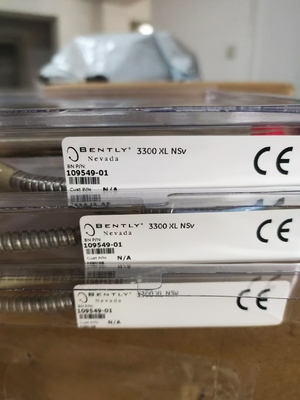 BENTLY® 3300 XL NSv
Nevada
BN P/N:
109549-01
Cust P/N: N/A
CE
BENTLY® 3300 XL NSv
Nevada
BN P/N:
109549-01
Cust P/N: N/A
CE
BENTLY® 3300 XL NSv
Nevada
BN P/N:
109549-01
N/A
CE